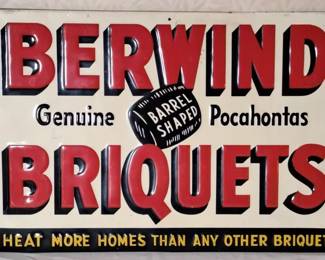 BERWIND
Genuine BARREL SHAPED Pocahontas
BRIQUETS
HEAT MORE HOMES THAN ANY OTHER BRIQUET